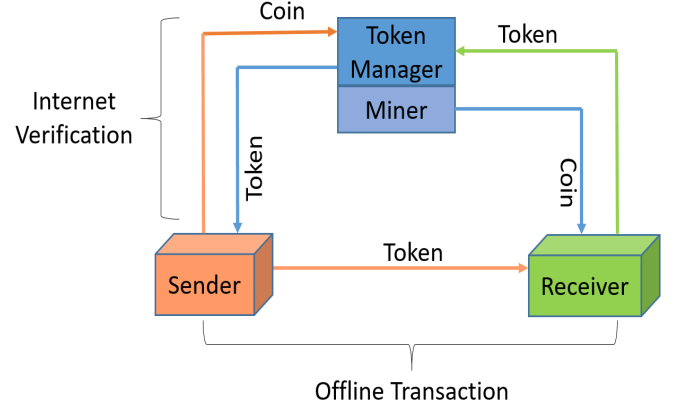 Coin
Token
Manager
Token
Miner
Internet
Verification
Token
Coin
Token
Sender
Receiver
Offline Transaction